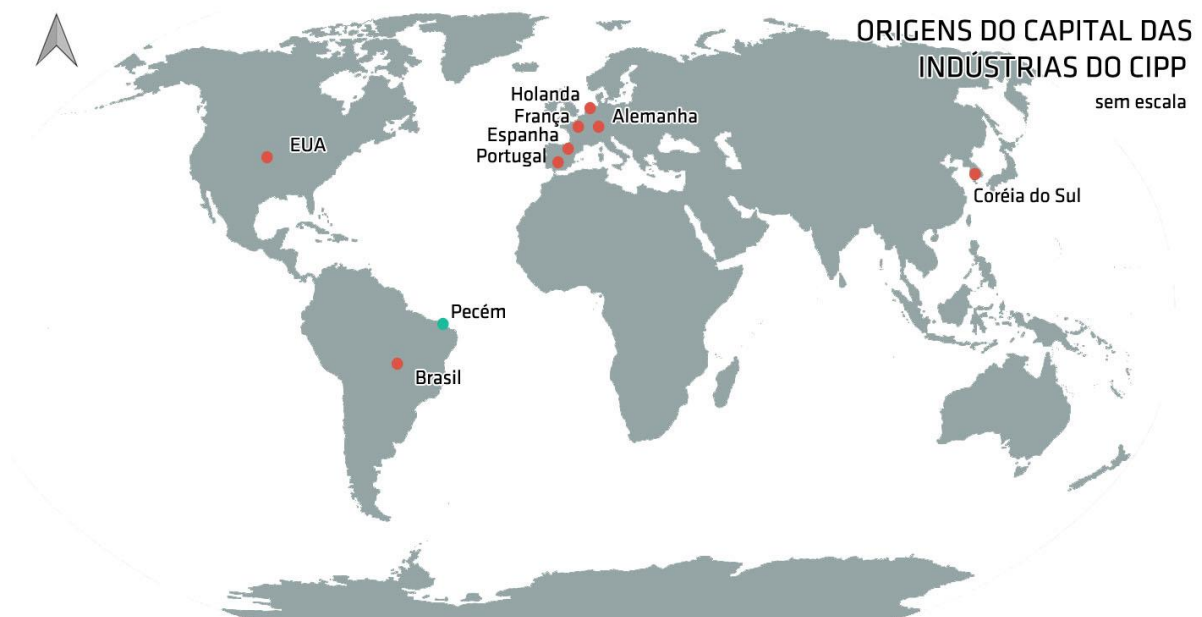 ORIGENS DO CAPITAL DAS
INDÚSTRIAS DO CIPP
sem escala
Holanda
França
Alemanha
Espanha
Portugal
EUA
Coréia do Sul
Pecém
Brasil